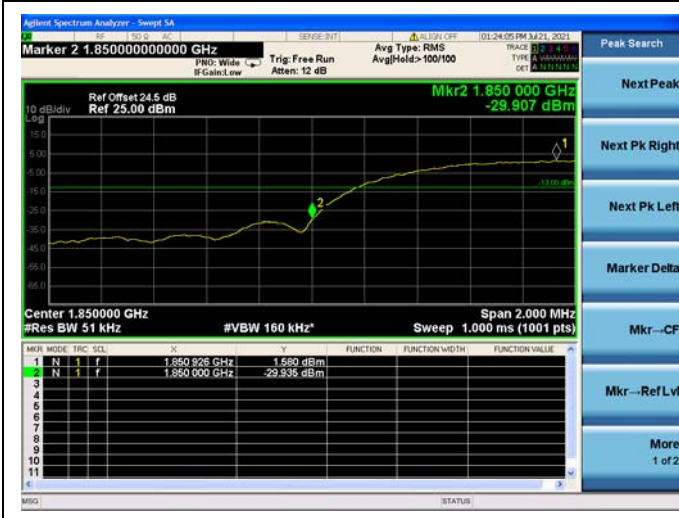 Agilent Spectrum Analyzer - Swept SA
RF 50 Ω AC SENSE:INT ALIGN OFF 01:24:05 PM Jul 21, 2021
Marker 2 1.850000000000 GHz
PNO: Wide
IFGain:Low
Trig: Free Run
Atten: 12 dB
Avg Type: RMS
Avg|Hold:>100/100
TRACE 1 2 3 4 5 6
TYPE A WWWWW
DET A N N N N N
Peak Search
Ref Offset 24.5 dB
10 dB/div Ref 25.00 dBm
Log
Mkr2 1.850 000 GHz
-29.907 dBm
15.0
5.00
-5.00
-15.0
-25.0
-35.0
-45.0
-55.0
-65.0
1
2
-13.00 dBm
Center 1.850000 GHz Span 2.000 MHz
#Res BW 51 kHz #VBW 160 kHz* Sweep 1.000 ms (1001 pts)
MKR MODE TRC SCL X Y FUNCTION FUNCTION WIDTH FUNCTION VALUE
1 N 1 f 1.850 926 GHz 1.580 dBm
2 N 1 f 1.850 000 GHz -29.935 dBm
3
4
5
6
7
8
9
10
11
MSG STATUS
Next Peak
Next Pk Right
Next Pk Left
Marker Delta
Mkr→CF
Mkr→Ref Lvl
More
1 of 2